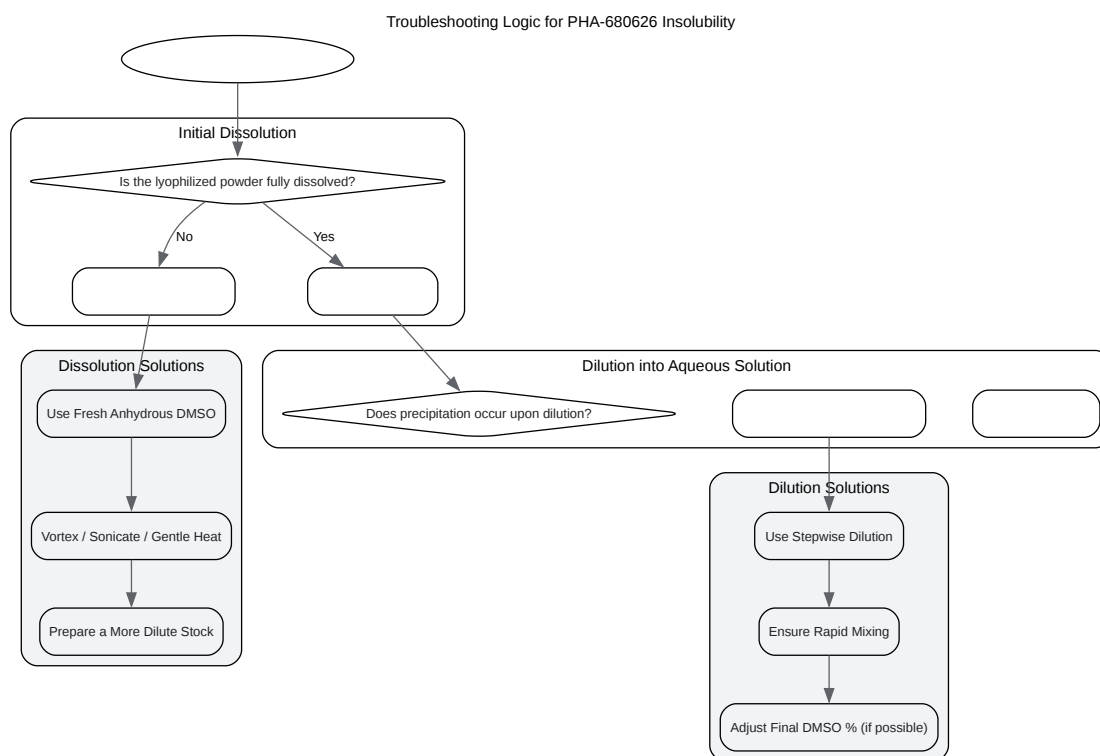 Troubleshooting Logic for PHA-680626 Insolubility
Initial Dissolution
Is the lyophilized powder fully dissolved?
No
Yes
Dissolution Solutions
Use Fresh Anhydrous DMSO
Vortex / Sonicate / Gentle Heat
Prepare a More Dilute Stock
Dilution into Aqueous Solution
Does precipitation occur upon dilution?
Dilution Solutions
Use Stepwise Dilution
Ensure Rapid Mixing
Adjust Final DMSO % (if possible)